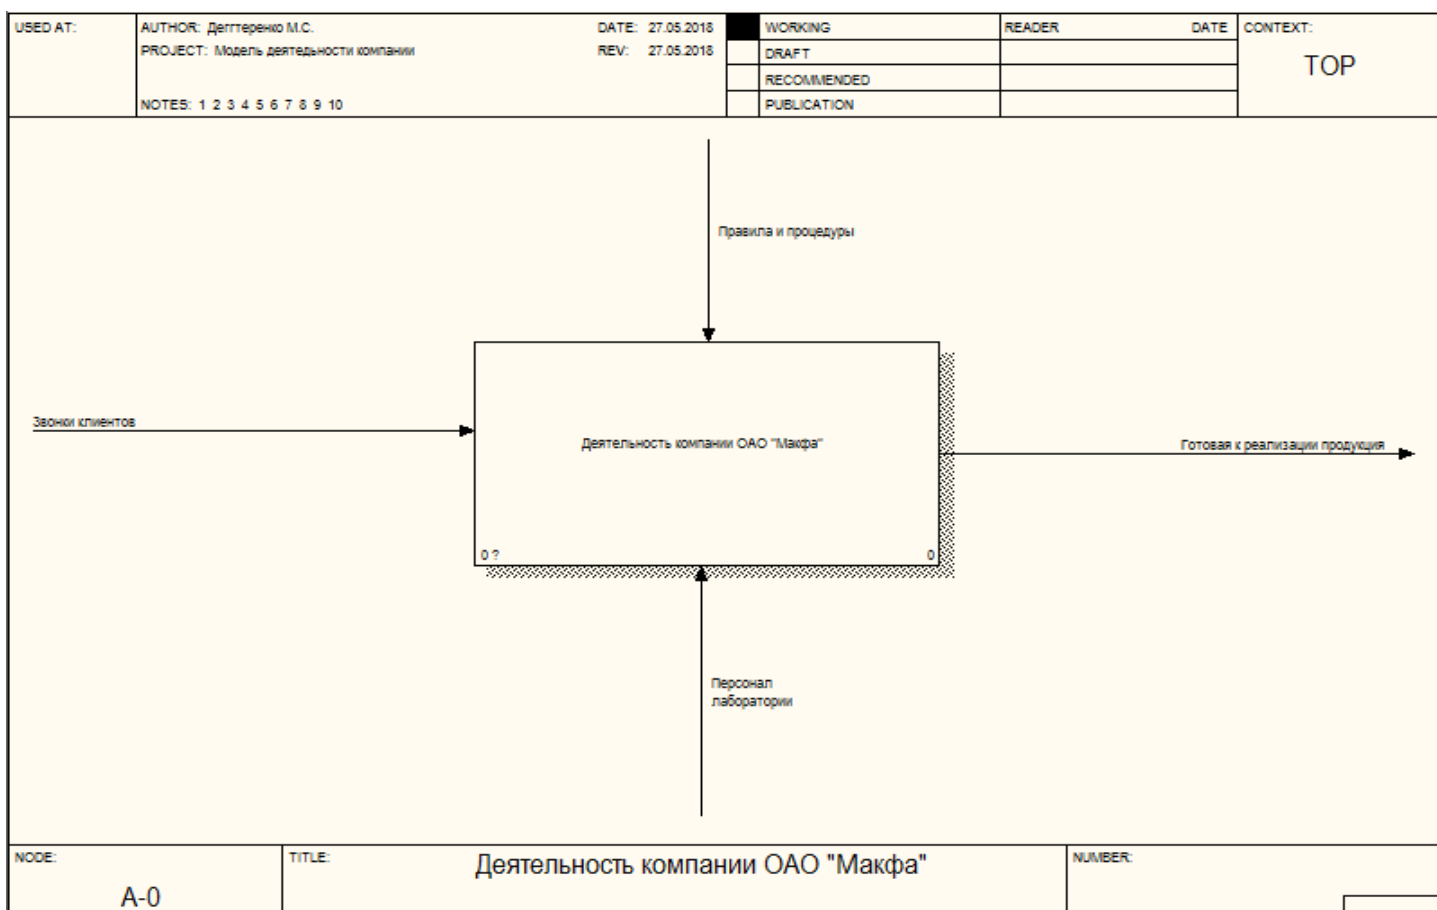 USED AT:
AUTHOR: Дегттеренко М.С.
DATE: 27.05.2018
PROJECT: Модель деятедьности компании
REV: 27.05.2018
NOTES: 1 2 3 4 5 6 7 8 9 10
WORKING
DRAFT
RECOMMENDED
PUBLICATION
READER DATE
CONTEXT:
TOP
Правила и процедуры
Звонки клиентов
Деятельность компании ОАО "Макфа"
Готовая к реализации продукция
0 ?
0
Персонал
лаборатории
NODE:
A-0
TITLE:
Деятельность компании ОАО "Макфа"
NUMBER: